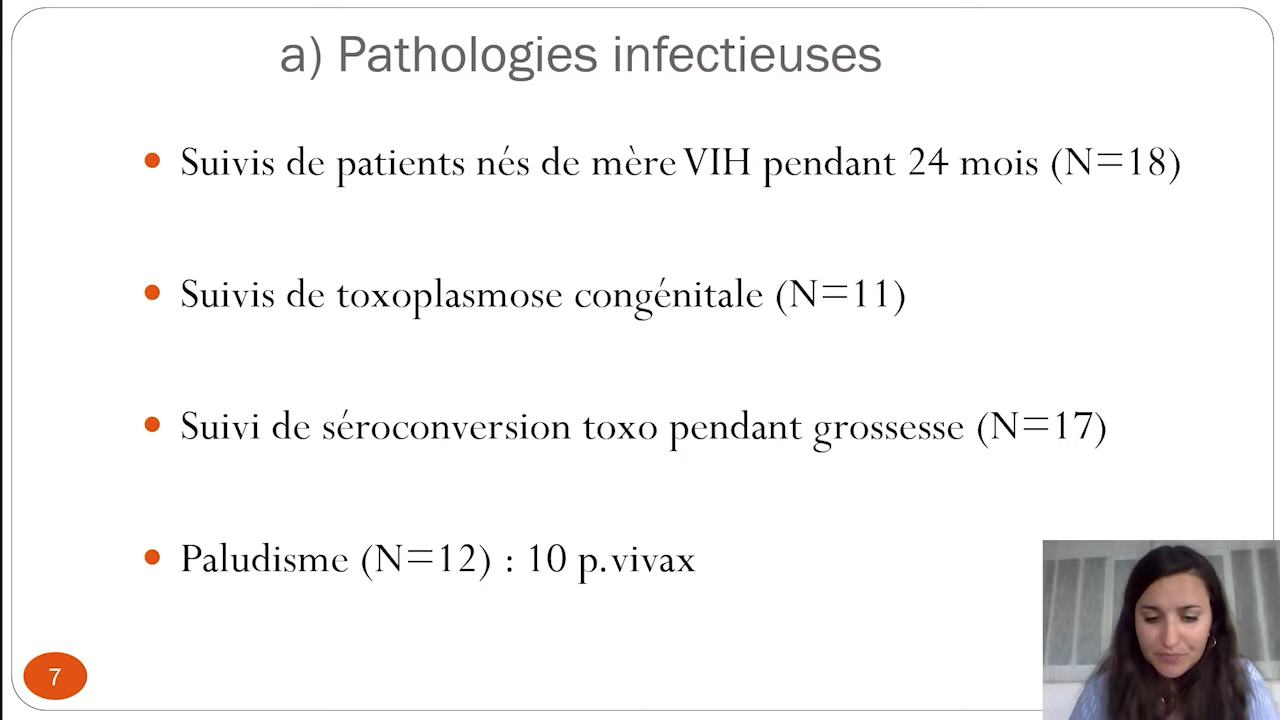 a) Pathologies infectieuses
• Suivis de patients nés de mère VIH pendant 24 mois (N=18)
• Suivis de toxoplasmose congénitale (N=11)
• Suivi de séroconversion toxo pendant grossesse (N=17)
• Paludisme (N=12) : 10 p.vivax
7